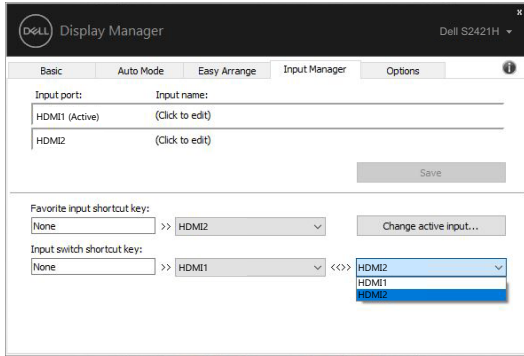 DELL Display Manager Dell S2421H
Basic Auto Mode Easy Arrange Input Manager Options i
Input port: Input name:
HDMI1 (Active) (Click to edit)
HDMI2 (Click to edit)
Save
Favorite input shortcut key:
None >> HDMI2 Change active input...
Input switch shortcut key:
None >> HDMI1 <<>> HDMI2
HDMI1
HDMI2